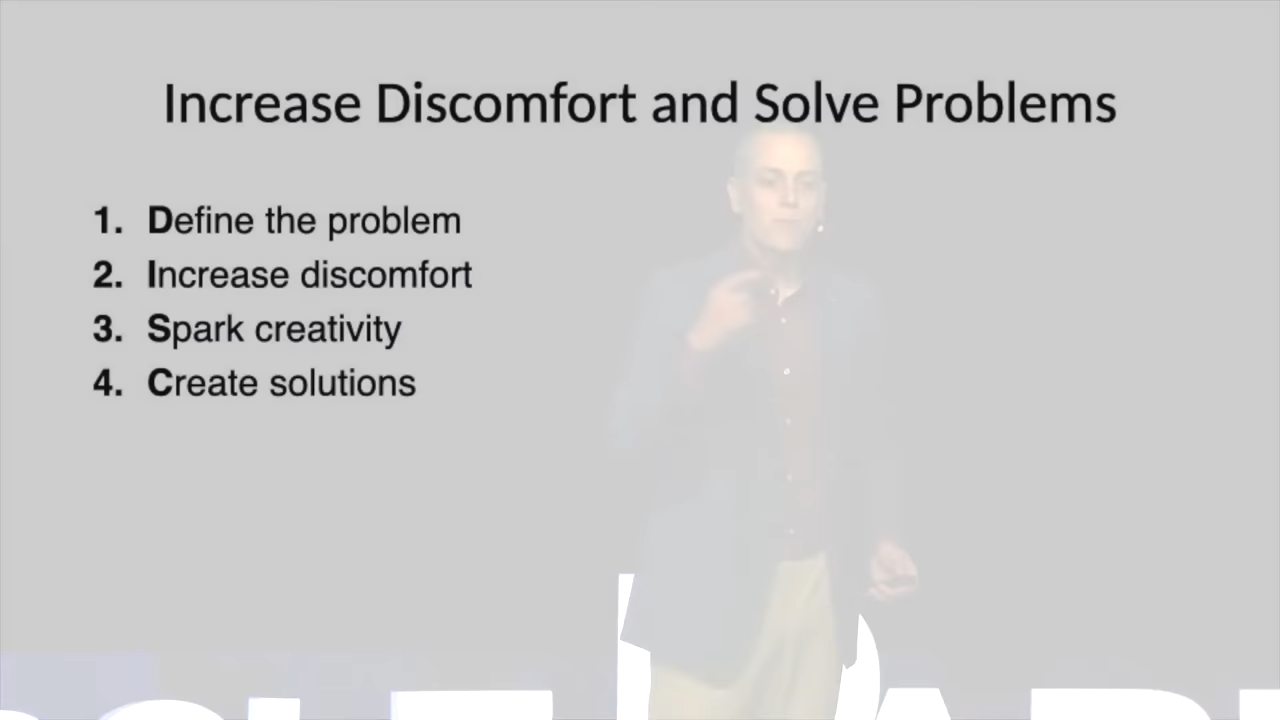 Increase Discomfort and Solve Problems
1. Define the problem
2. Increase discomfort
3. Spark creativity
4. Create solutions